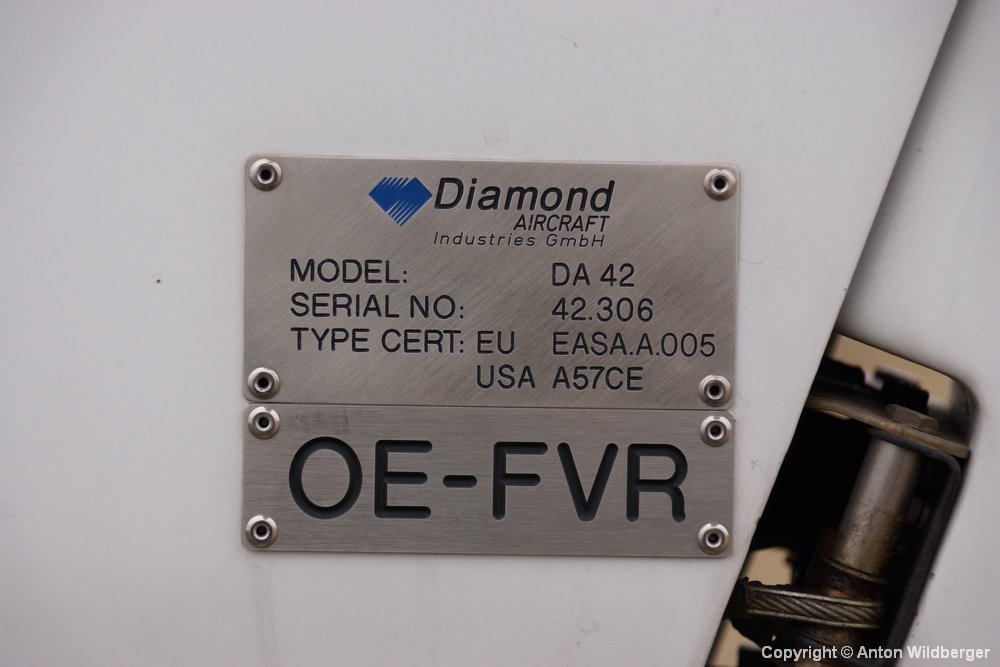 Diamond
AIRCRAFT
Industries GmbH
MODEL: DA 42
SERIAL NO: 42.306
TYPE CERT: EU EASA.A.005
USA A57CE
OE-FVR
Copyright © Anton Wildberger